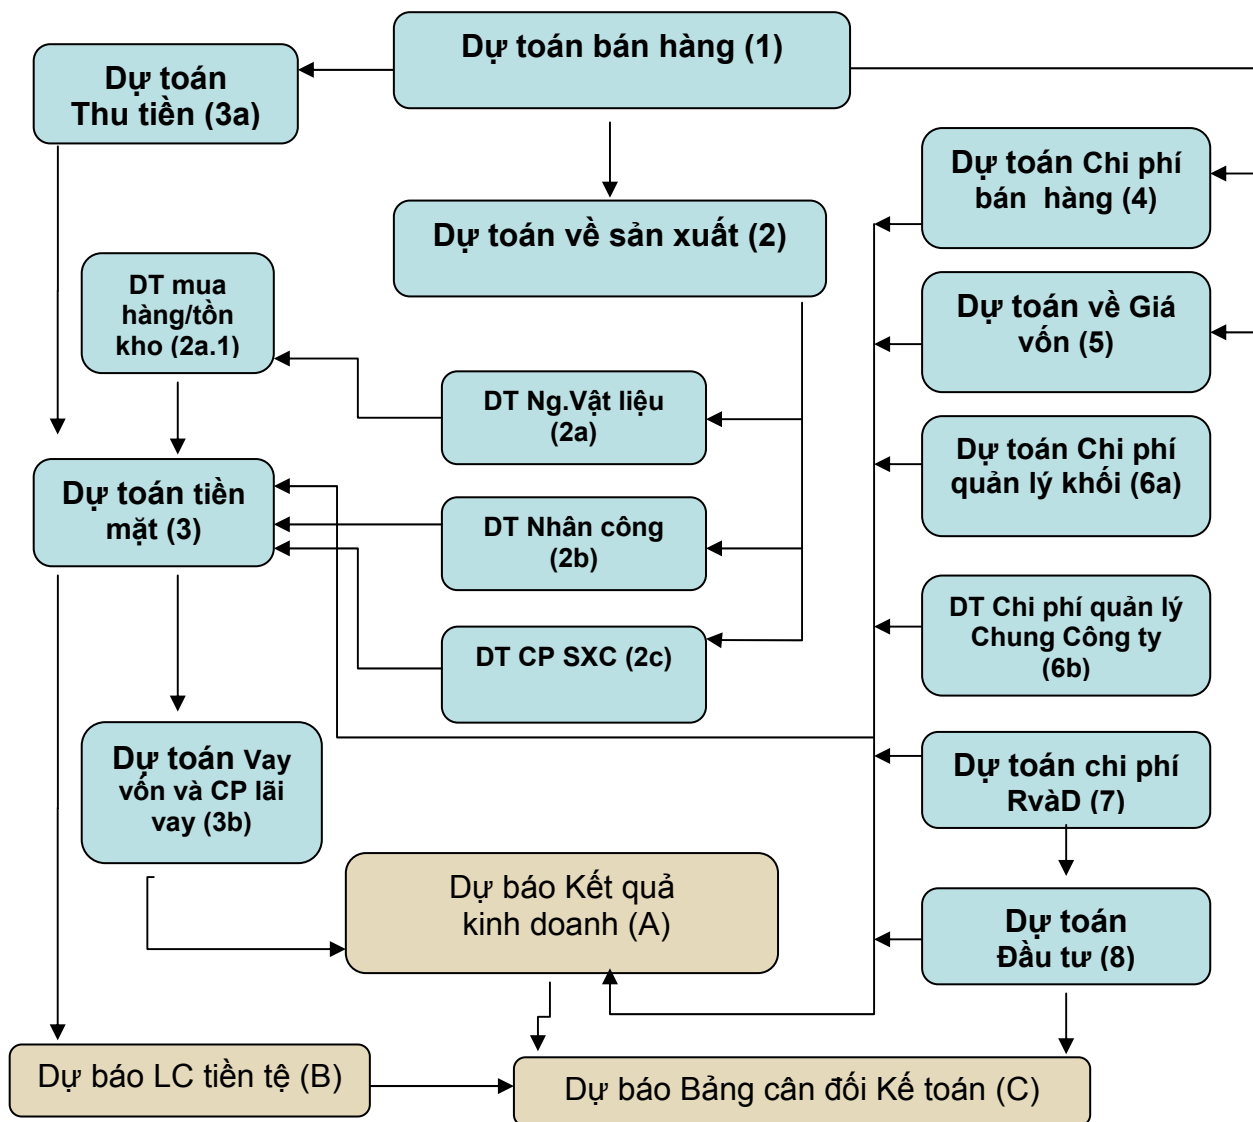 Dự toán bán hàng (1)
Dự toán
Thu tiền (3a)
Dự toán Chi phí
bán hàng (4)
Dự toán về sản xuất (2)
DT mua
hàng/tồn
kho (2a.1)
Dự toán về Giá
vốn (5)
DT Ng.Vật liệu
(2a)
Dự toán Chi phí
quản lý khối (6a)
Dự toán tiền
mặt (3)
DT Nhân công
(2b)
DT Chi phí quản lý
Chung Công ty
(6b)
DT CP SXC (2c)
Dự toán Vay
vốn và CP lãi
vay (3b)
Dự toán chi phí
RvàD (7)
Dự báo Kết quả
kinh doanh (A)
Dự toán
Đầu tư (8)
Dự báo LC tiền tệ (B)
Dự báo Bảng cân đối Kế toán (C)